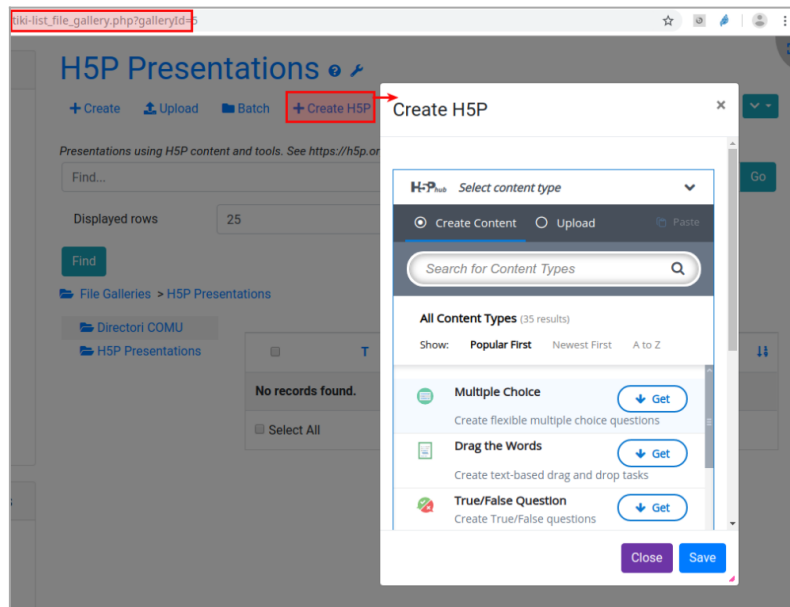 tiki-list_file_gallery.php?galleryId=5
H5P Presentations
Create Upload Batch Create H5P
Presentations using H5P content and tools. See https://h5p.or
Find...
Go
Displayed rows 25
Find
File Galleries > H5P Presentations
Directori COMU
H5P Presentations
T
No records found.
Select All
Create H5P ×
H5P hub Select content type
Create Content Upload Paste
Search for Content Types
All Content Types (35 results)
Show: Popular First Newest First A to Z
Multiple Choice
Get
Create flexible multiple choice questions
Drag the Words
Get
Create text-based drag and drop tasks
True/False Question
Get
Create True/False questions
Close Save